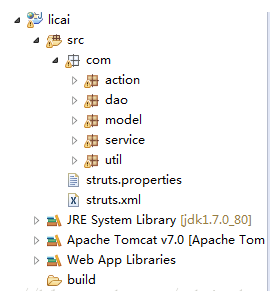 licai
src
com
action
dao
model
service
util
struts.properties
struts.xml
JRE System Library [jdk1.7.0_80]
Apache Tomcat v7.0 [Apache Tom
Web App Libraries
build